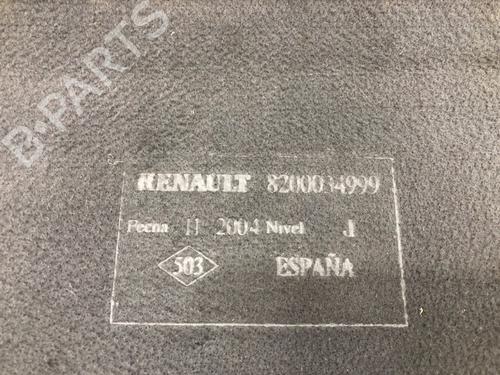 B-PARTS
RENAULT 8200034999
Fecha 11 2004 Nivel J
503 ESPAÑA